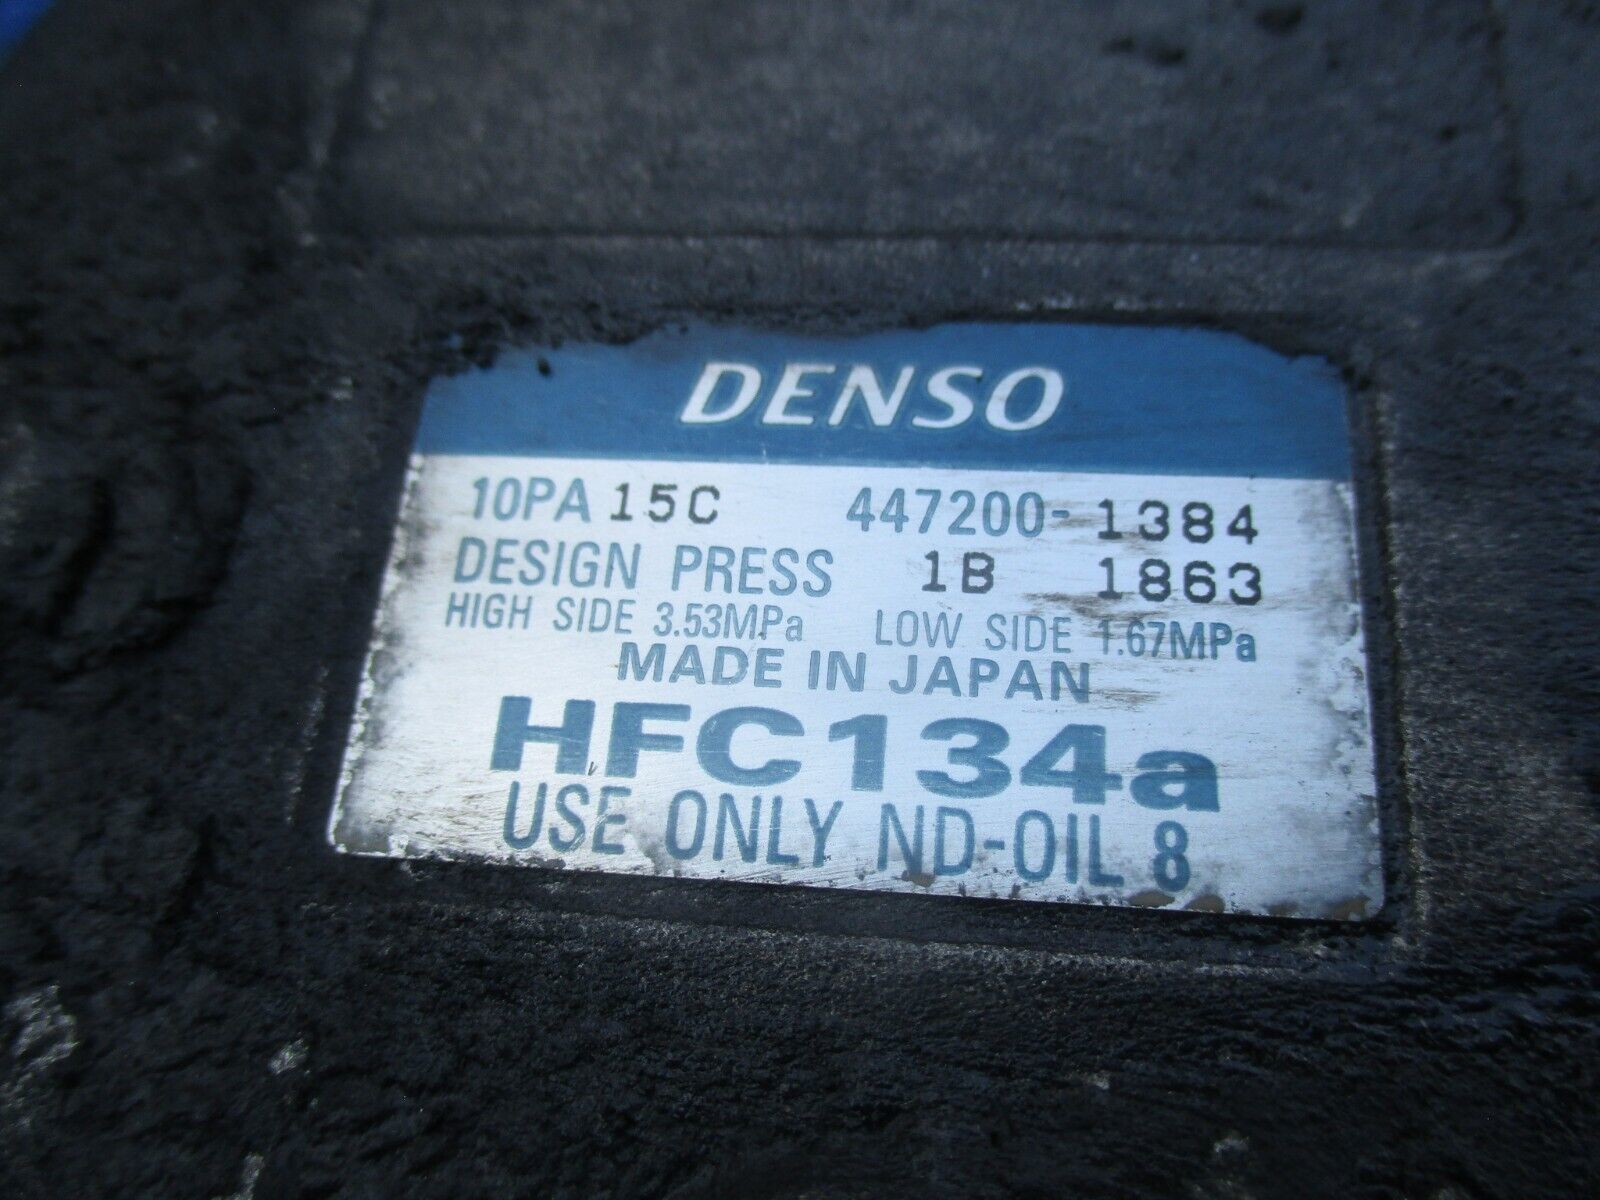 DENSO
10PA 15C 447200-1384
DESIGN PRESS 1B 1863
HIGH SIDE 3.53MPa LOW SIDE 1.67MPa
MADE IN JAPAN
HFC134a
USE ONLY ND-OIL 8